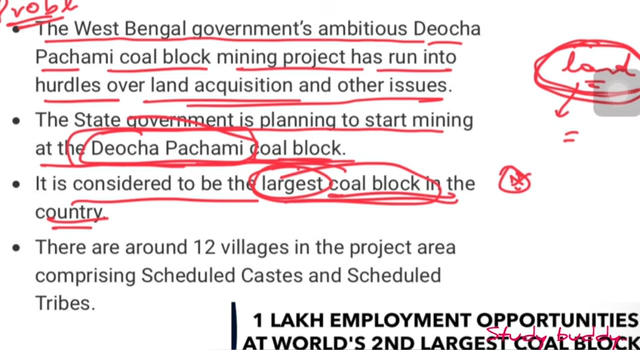 Probl
• The West Bengal government's ambitious Deocha
Pachami coal block mining project has run into
hurdles over land acquisition and other issues.
land
=
• The State government is planning to start mining
at the Deocha Pachami coal block.
=
• It is considered to be the largest coal block in the
country.
• There are around 12 villages in the project area
comprising Scheduled Castes and Scheduled
Tribes.
1 LAKH EMPLOYMENT OPPORTUNITIES
Study buddy
AT WORLD'S 2ND LARGEST COAL BLOCK